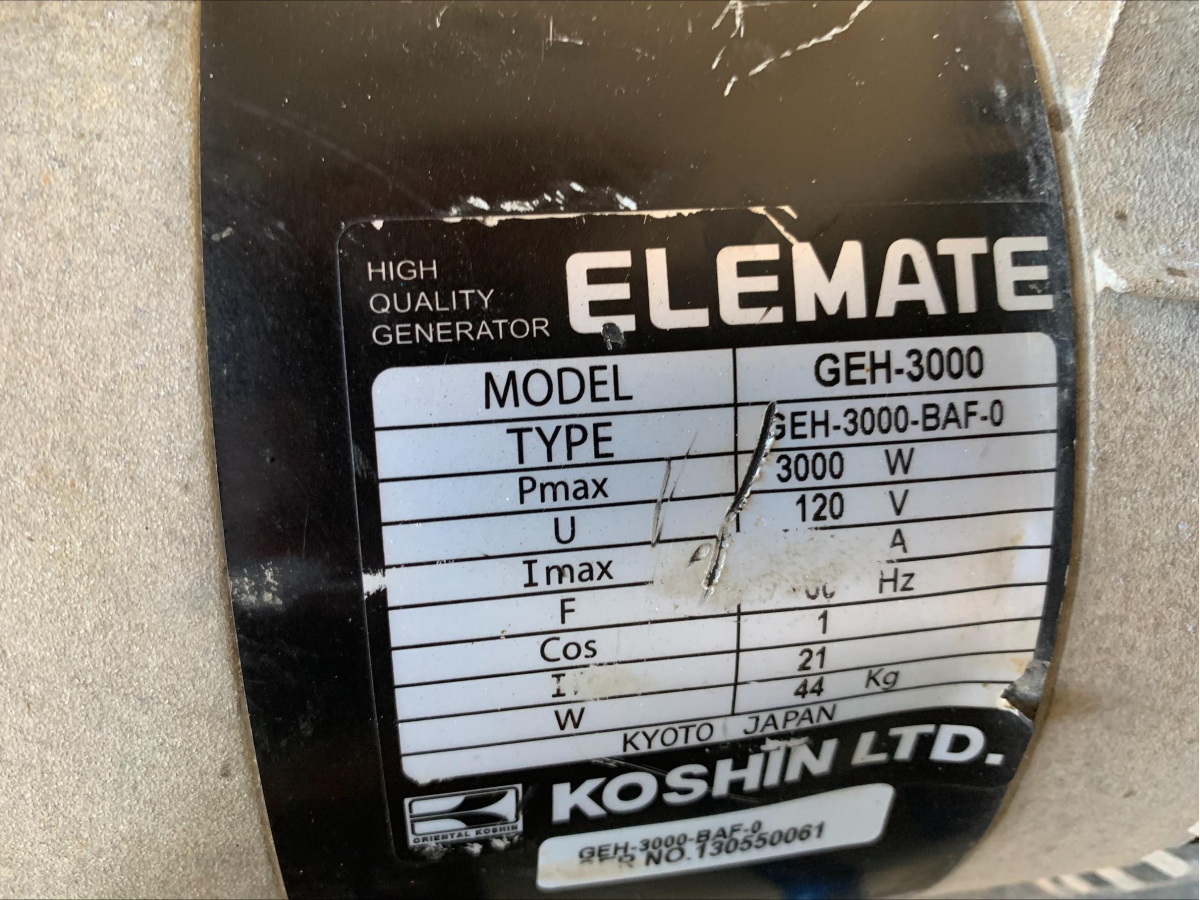 HIGH
QUALITY
GENERATOR
ELEMATE
MODEL GEH-3000
TYPE GEH-3000-BAF-0
Pmax 3000 W
U 120 V
Imax A
F Hz
Cos 1
21
W 44 Kg
KYOTO JAPAN
ORIENTAL KOSHIN
KOSHIN LTD.
GEH-3000-BAF-0
NO.130550061